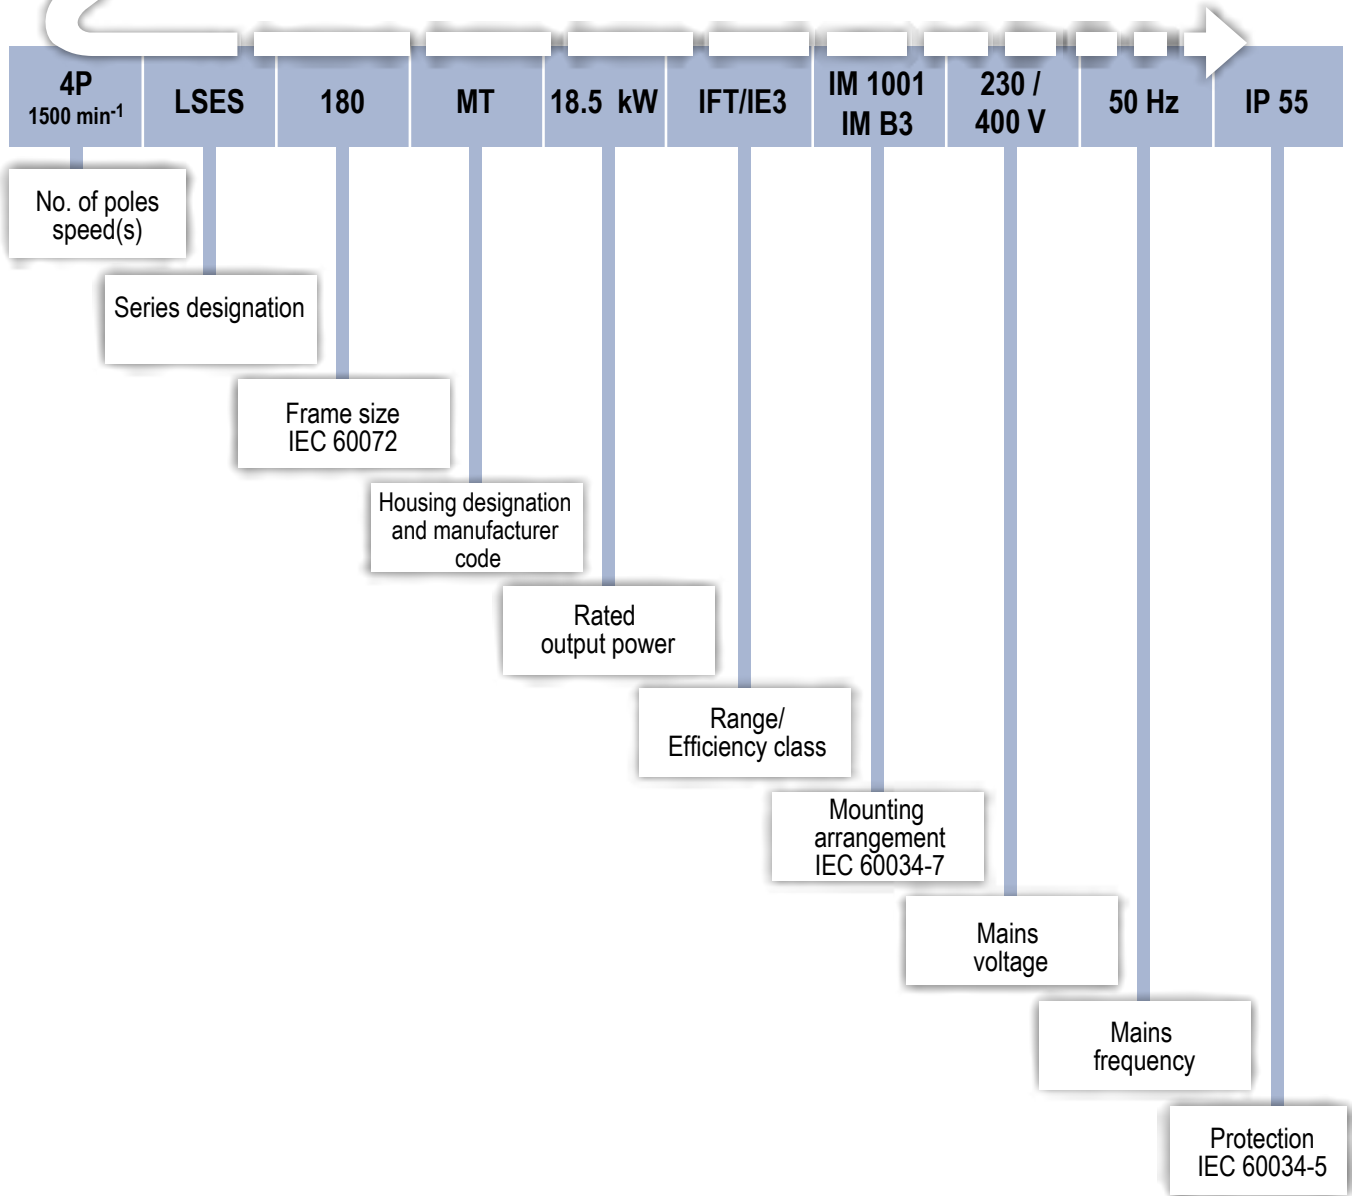 4P
1500 min-1
LSES
180
MT
18.5 kW
IFT/IE3
IM 1001
IM B3
230 /
400 V
50 Hz
IP 55
No. of poles
speed(s)
Series designation
Frame size
IEC 60072
Housing designation
and manufacturer
code
Rated
output power
Range/
Efficiency class
Mounting
arrangement
IEC 60034-7
Mains
voltage
Mains
frequency
Protection
IEC 60034-5